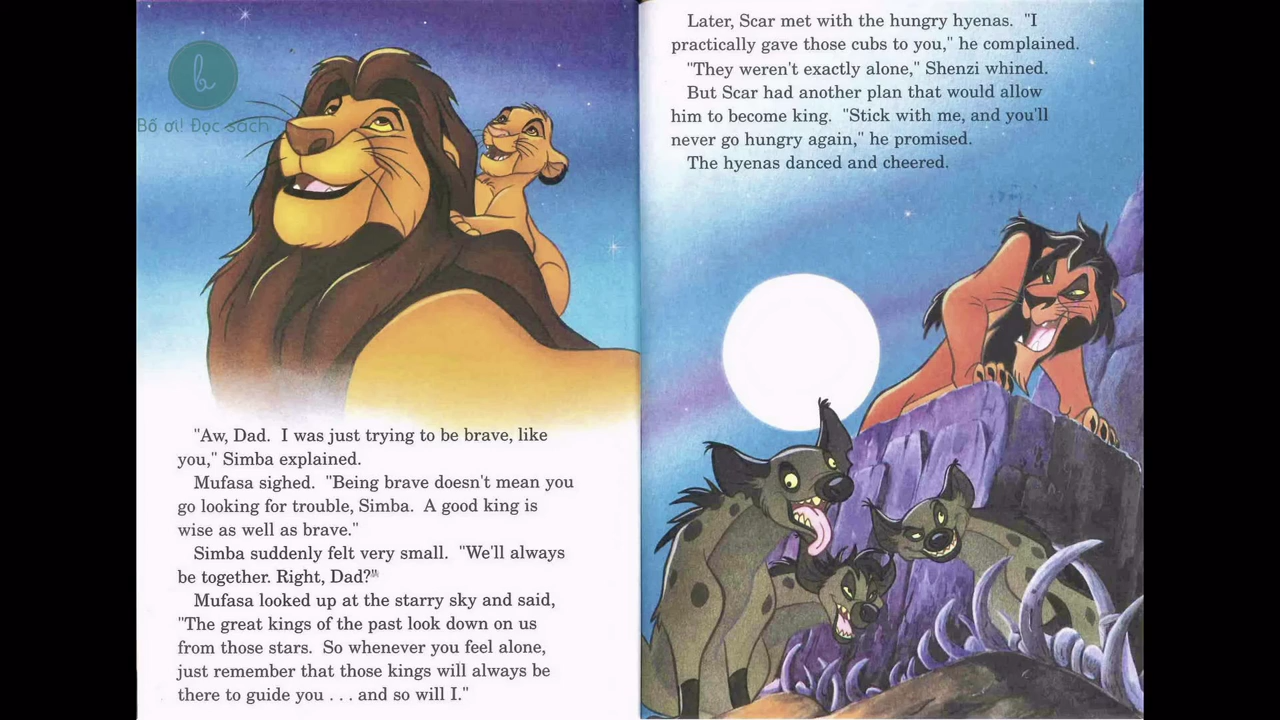 b
Bố ơi! Đọc sách
"Aw, Dad. I was just trying to be brave, like
you," Simba explained.
Mufasa sighed. "Being brave doesn't mean you
go looking for trouble, Simba. A good king is
wise as well as brave."
Simba suddenly felt very small. "We'll always
be together. Right, Dad?"
Mufasa looked up at the starry sky and said,
"The great kings of the past look down on us
from those stars. So whenever you feel alone,
just remember that those kings will always be
there to guide you . . . and so will I."
Later, Scar met with the hungry hyenas. "I
practically gave those cubs to you," he complained.
"They weren't exactly alone," Shenzi whined.
But Scar had another plan that would allow
him to become king. "Stick with me, and you'll
never go hungry again," he promised.
The hyenas danced and cheered.